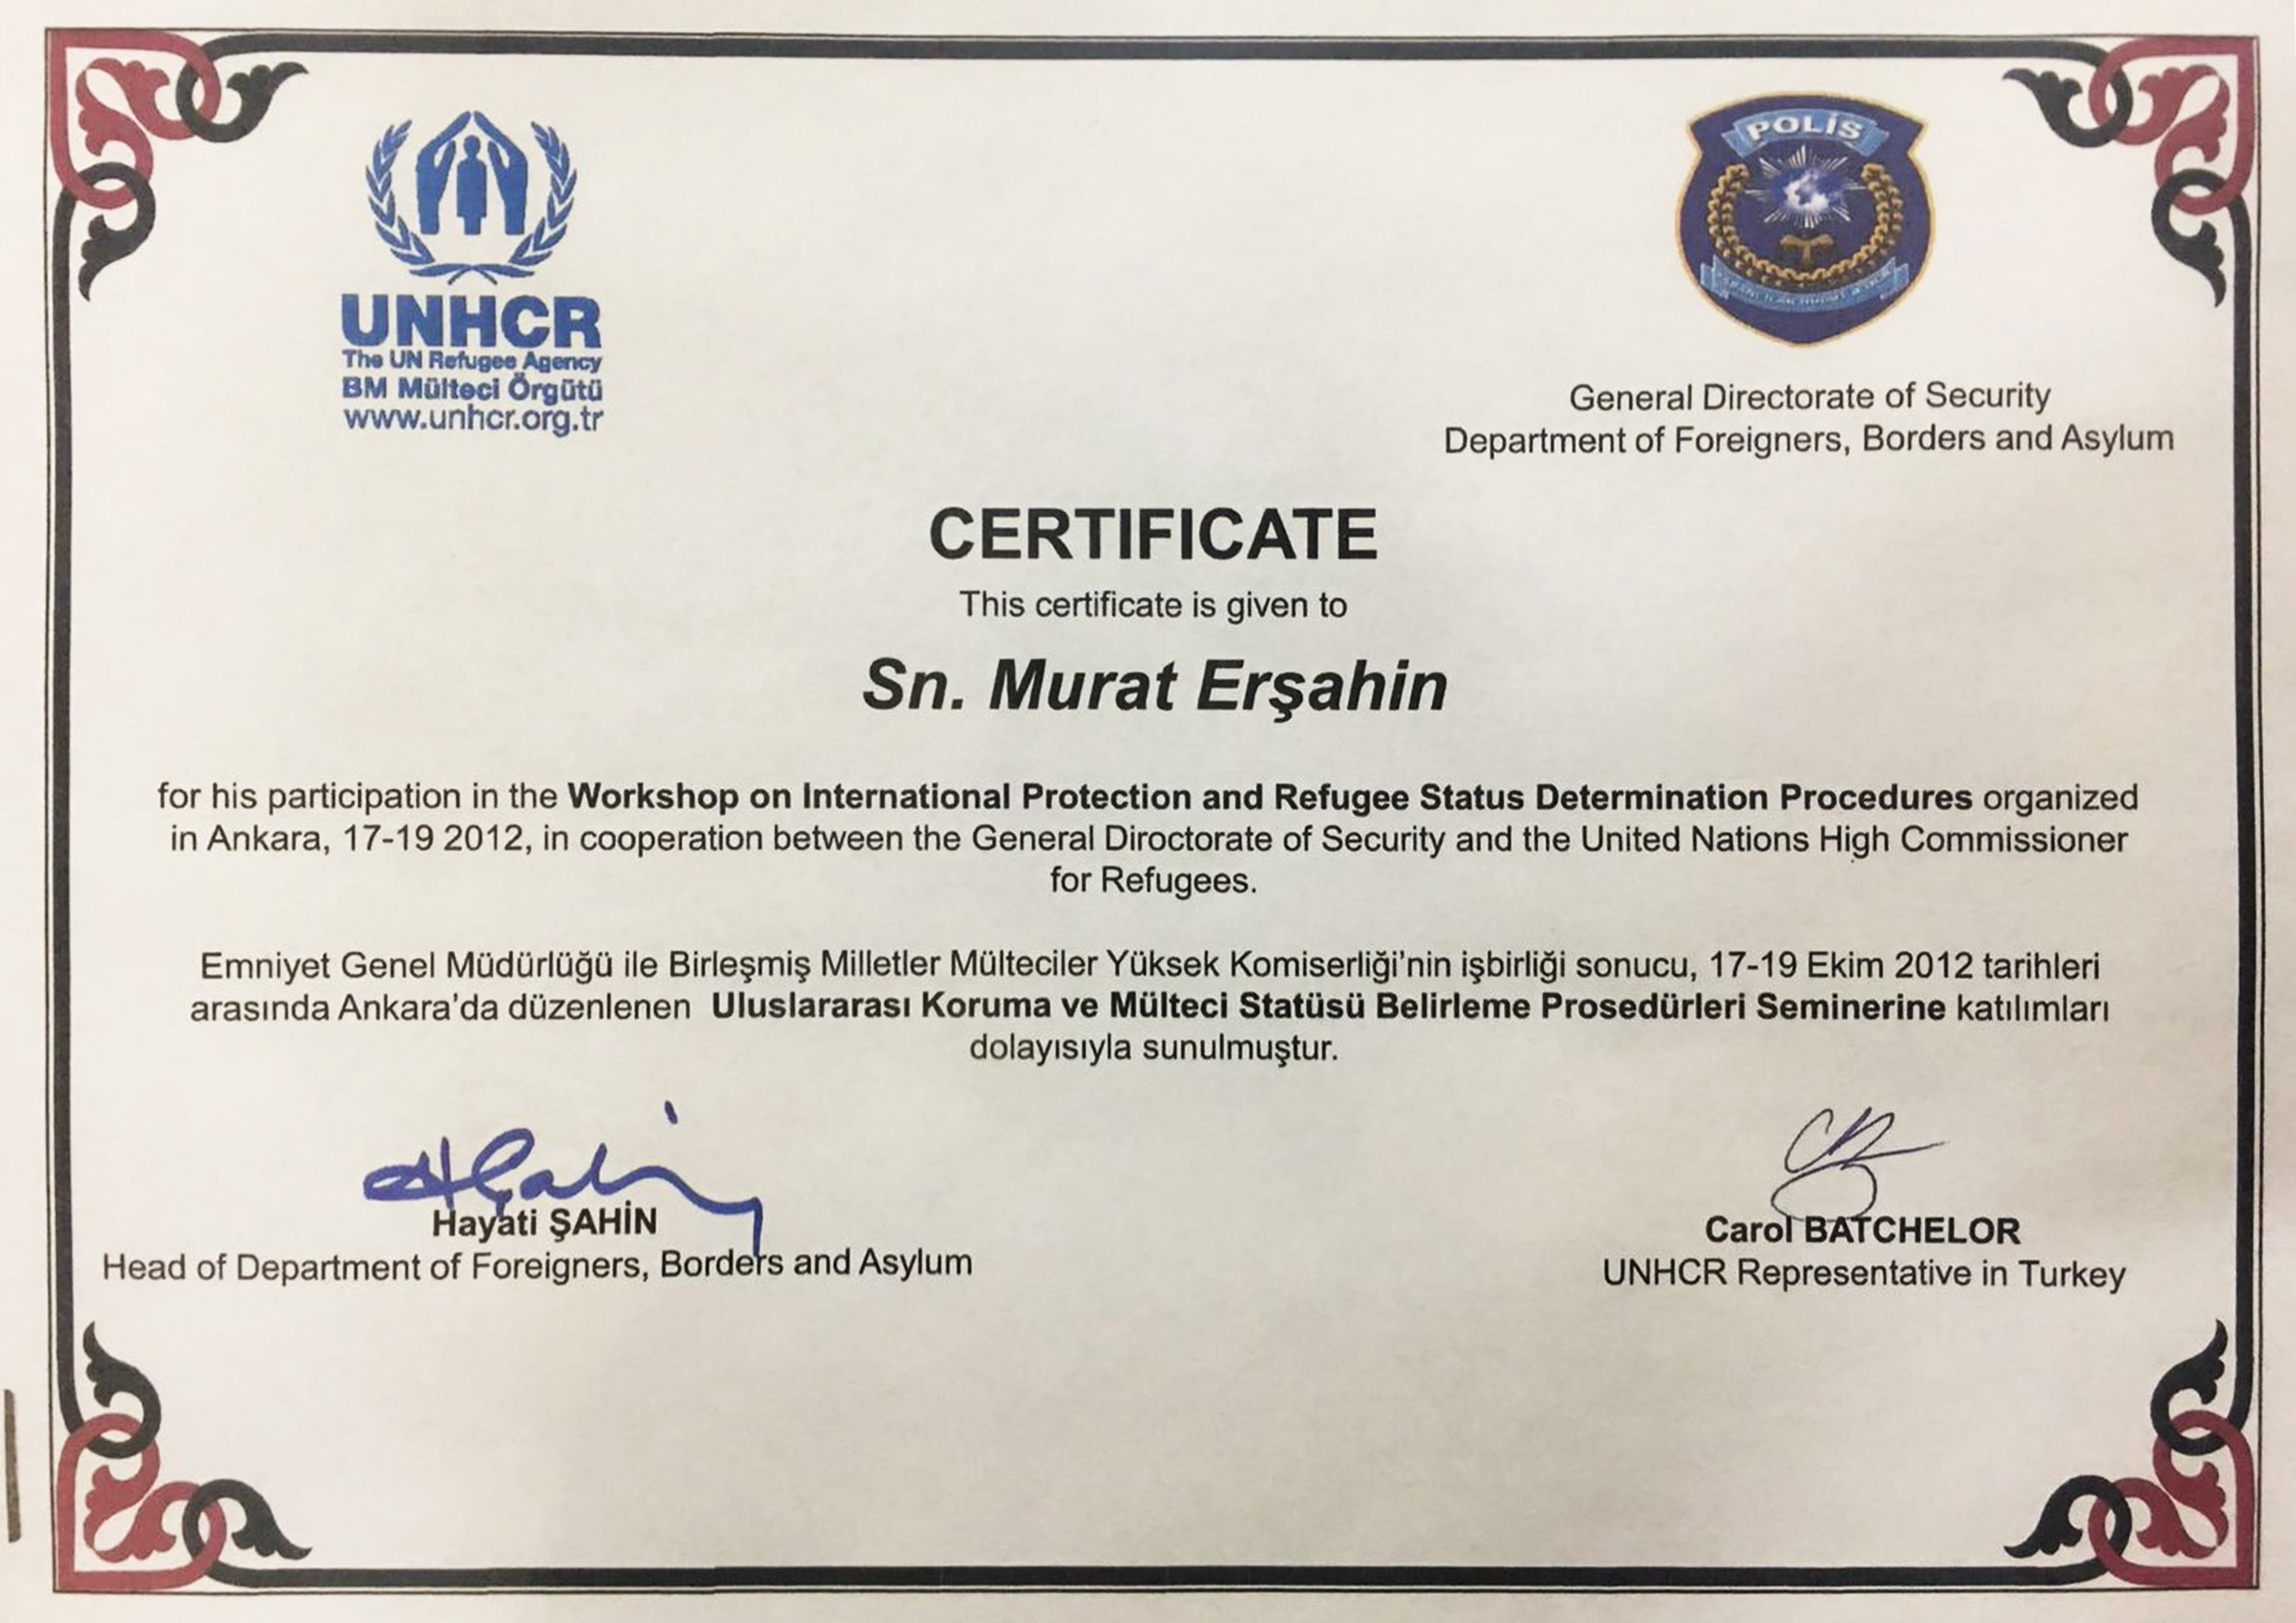 UNHCR
The UN Refugee Agency
BM Mülteci Örgütü
www.unhcr.org.tr
POLİS
General Directorate of Security
Department of Foreigners, Borders and Asylum
CERTIFICATE
This certificate is given to
Sn. Murat Erşahin
for his participation in the Workshop on International Protection and Refugee Status Determination Procedures organized
in Ankara, 17-19 2012, in cooperation between the General Diroctorate of Security and the United Nations High Commissioner
for Refugees.
Emniyet Genel Müdürlüğü ile Birleşmiş Milletler Mülteciler Yüksek Komiserliği'nin işbirliği sonucu, 17-19 Ekim 2012 tarihleri
arasında Ankara'da düzenlenen Uluslararası Koruma ve Mülteci Statüsü Belirleme Prosedürleri Seminerine katılımları
dolayısıyla sunulmuştur.
Hayati ŞAHİN
Head of Department of Foreigners, Borders and Asylum
Carol BATCHELOR
UNHCR Representative in Turkey